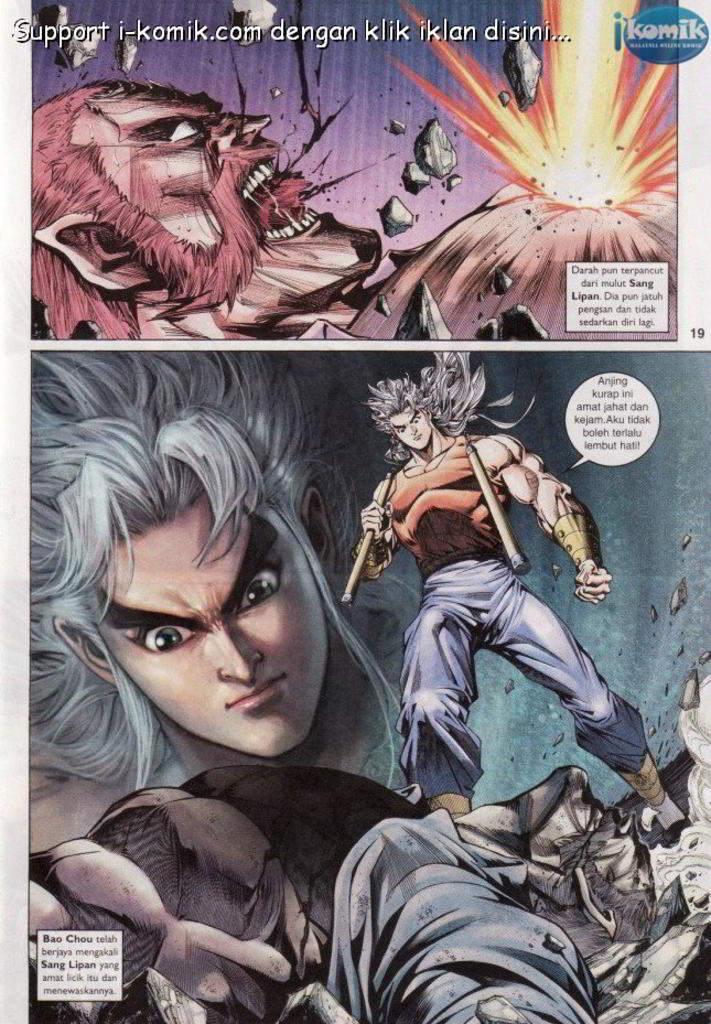 Support i-komik.com dengan klik iklan disini...
ikomik
MALAYSIA ONLINE KOMIK
Darah pun terpancut
dari mulut Sang
Lipan. Dia pun jatuh
pengsan dan tidak
sedarkan diri lagi.
19
Anjing
kurap ini
amat jahat dan
kejam.Aku tidak
boleh terlalu
lembut hati!
Bao Chou telah
berjaya mengakali
Sang Lipan yang
amat licik itu dan
menewaskannya.